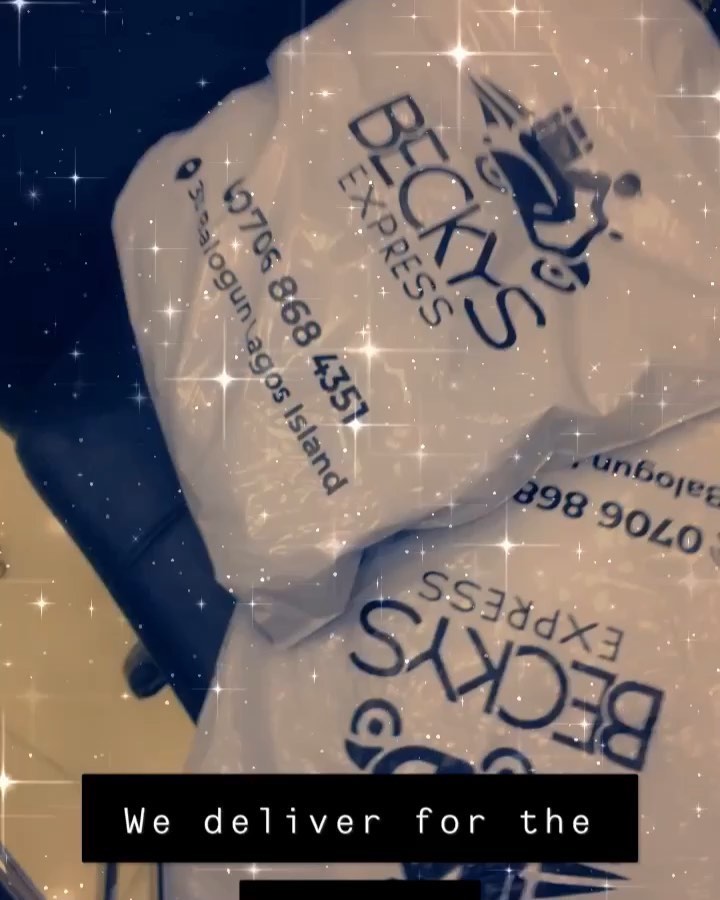 BECKYS
EXPRESS
0706 868 4351
Balogun Lagos Island
Balogun,
0706 868
EXPRESS
BECKYS
We deliver for the